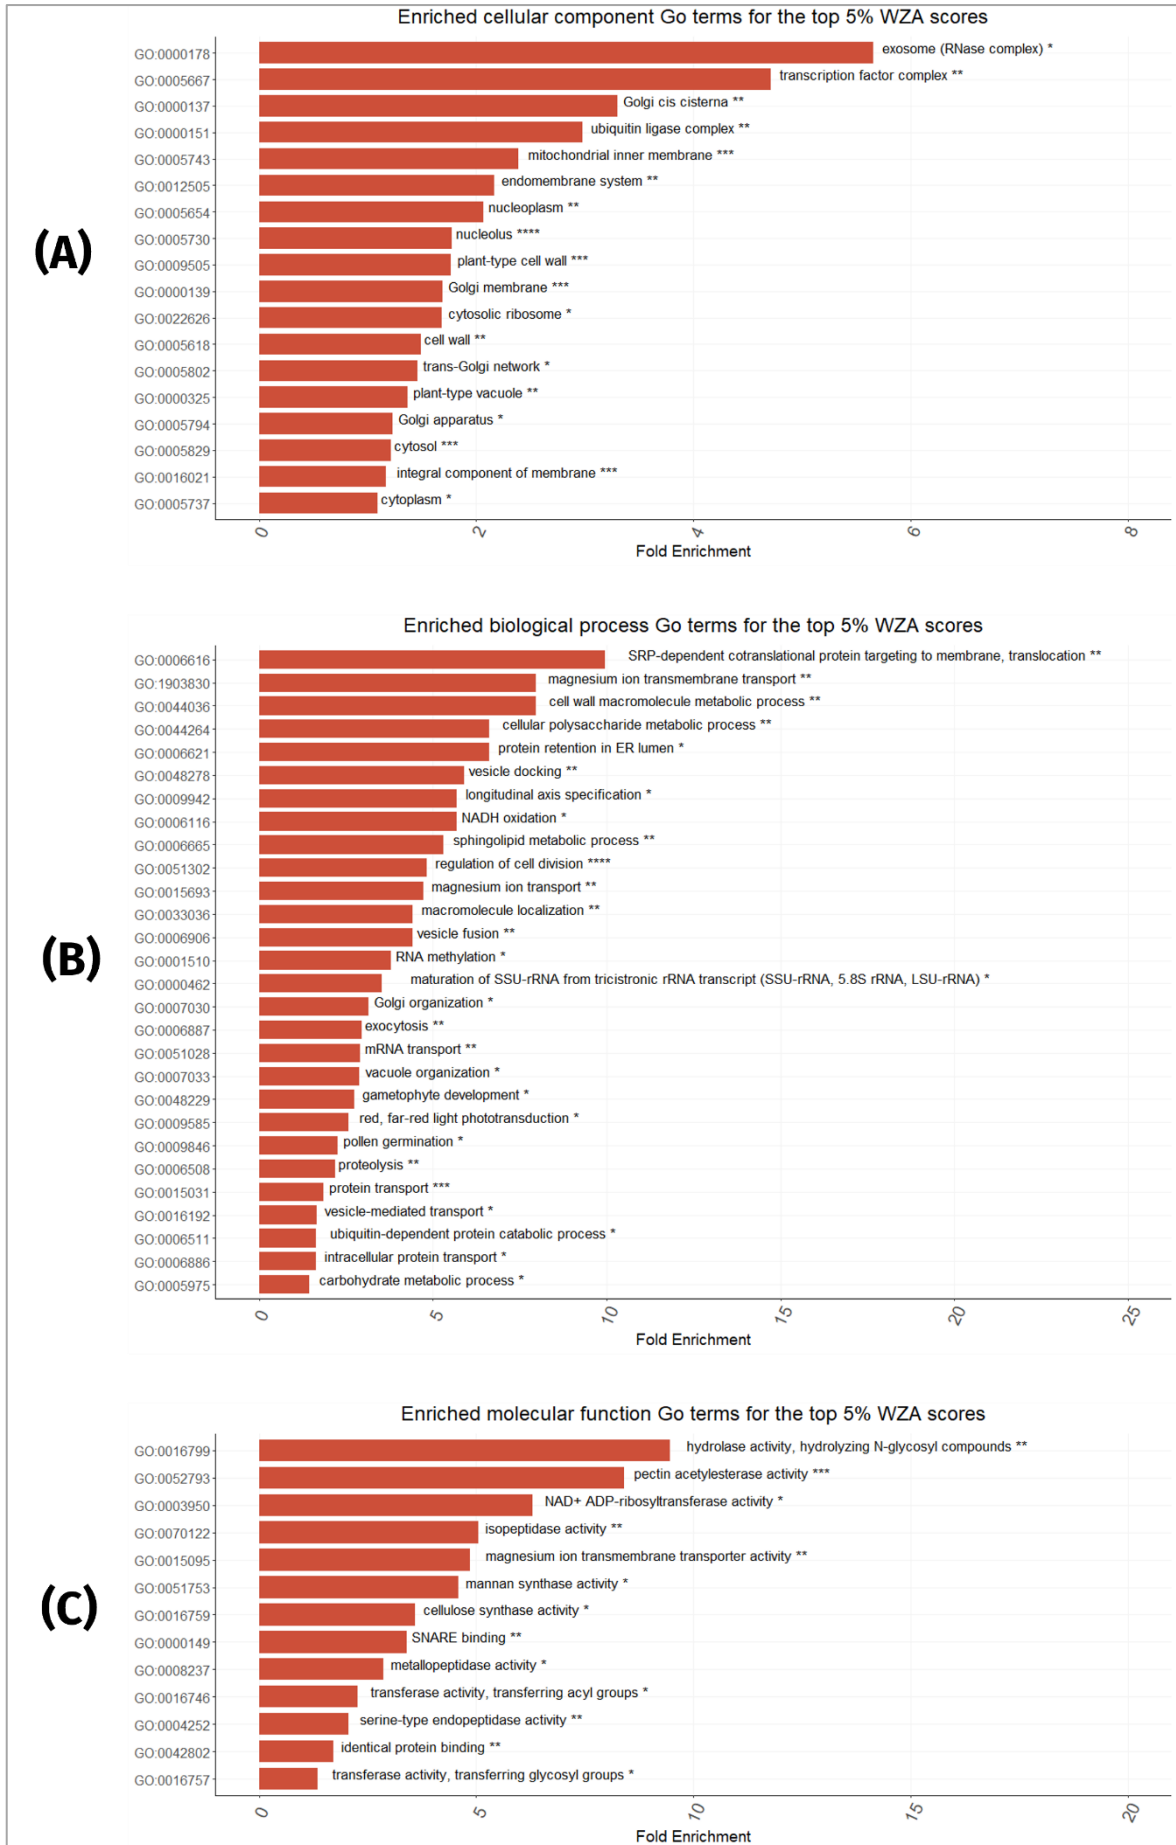 Enriched cellular component Go terms for the top 5% WZA scores
(A)
GO:0000178 exosome (RNase complex) *
GO:0005667 transcription factor complex **
GO:0000137 Golgi cis cisterna **
GO:0000151 ubiquitin ligase complex **
GO:0005743 mitochondrial inner membrane ***
GO:0012505 endomembrane system **
GO:0005654 nucleoplasm **
GO:0005730 nucleolus ****
GO:0009505 plant-type cell wall ***
GO:0000139 Golgi membrane ***
GO:0022626 cytosolic ribosome *
GO:0005618 cell wall **
GO:0005802 trans-Golgi network *
GO:0000325 plant-type vacuole **
GO:0005794 Golgi apparatus *
GO:0005829 cytosol ***
GO:0016021 integral component of membrane ***
GO:0005737 cytoplasm *
0 2 4 6 8
Fold Enrichment
Enriched biological process Go terms for the top 5% WZA scores
(B)
GO:0006616 SRP-dependent cotranslational protein targeting to membrane, translocation **
GO:1903830 magnesium ion transmembrane transport **
GO:0044036 cell wall macromolecule metabolic process **
GO:0044264 cellular polysaccharide metabolic process **
GO:0006621 protein retention in ER lumen *
GO:0048278 vesicle docking **
GO:0009942 longitudinal axis specification *
GO:0006116 NADH oxidation *
GO:0006665 sphingolipid metabolic process **
GO:0051302 regulation of cell division ****
GO:0015693 magnesium ion transport **
GO:0033036 macromolecule localization **
GO:0006906 vesicle fusion **
GO:0001510 RNA methylation *
GO:0000462 maturation of SSU-rRNA from tricistronic rRNA transcript (SSU-rRNA, 5.8S rRNA, LSU-rRNA) *
GO:0007030 Golgi organization *
GO:0006887 exocytosis **
GO:0051028 mRNA transport **
GO:0007033 vacuole organization *
GO:0048229 gametophyte development *
GO:0009585 red, far-red light phototransduction *
GO:0009846 pollen germination *
GO:0006508 proteolysis **
GO:0015031 protein transport ***
GO:0016192 vesicle-mediated transport *
GO:0006511 ubiquitin-dependent protein catabolic process *
GO:0006886 intracellular protein transport *
GO:0005975 carbohydrate metabolic process *
0 5 10 15 20 25
Fold Enrichment
Enriched molecular function Go terms for the top 5% WZA scores
(C)
GO:0016799 hydrolase activity, hydrolyzing N-glycosyl compounds **
GO:0052793 pectin acetylesterase activity ***
GO:0003950 NAD+ ADP-ribosyltransferase activity *
GO:0070122 isopeptidase activity **
GO:0015095 magnesium ion transmembrane transporter activity **
GO:0051753 mannan synthase activity *
GO:0016759 cellulose synthase activity *
GO:0000149 SNARE binding **
GO:0008237 metallopeptidase activity *
GO:0016746 transferase activity, transferring acyl groups *
GO:0004252 serine-type endopeptidase activity **
GO:0042802 identical protein binding **
GO:0016757 transferase activity, transferring glycosyl groups *
0 5 10 15 20
Fold Enrichment